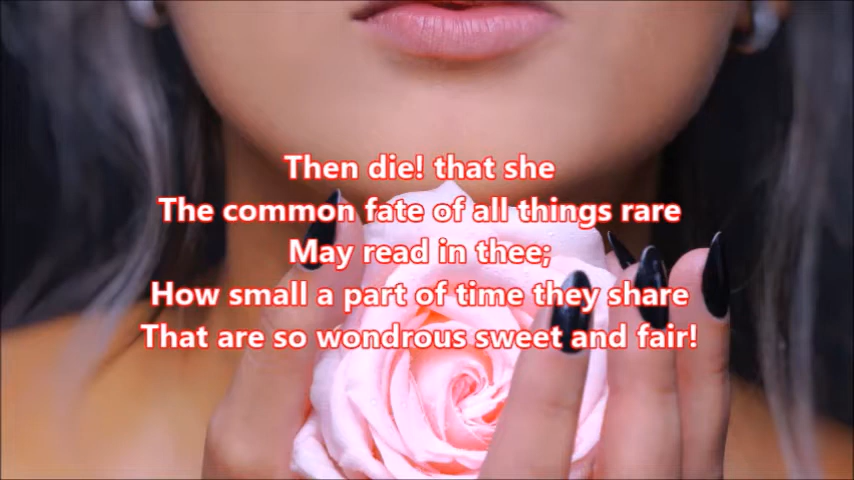 Then die! that she
The common fate of all things rare
May read in thee;
How small a part of time they share
That are so wondrous sweet and fair!